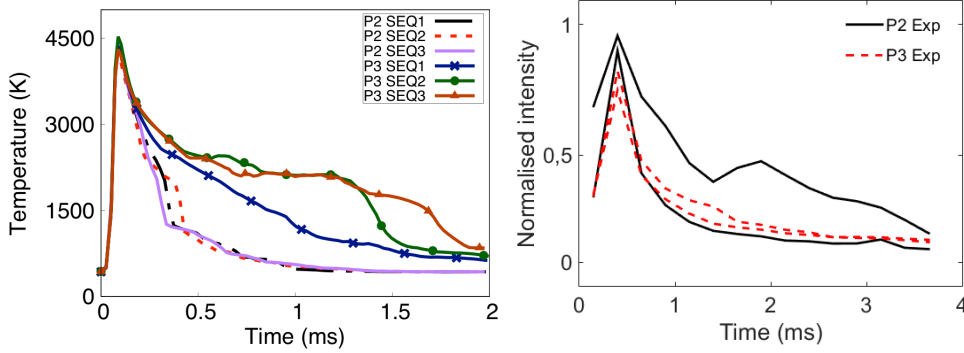 P2 SEQ1
P2 SEQ2
P2 SEQ3
P3 SEQ1
P3 SEQ2
P3 SEQ3
4500
3000
1500
0
Temperature (K)
0 0.5 1 1.5 2
Time (ms)
P2 Exp
P3 Exp
1
0.5
0
Normalised intensity
0 1 2 3 4
Time (ms)